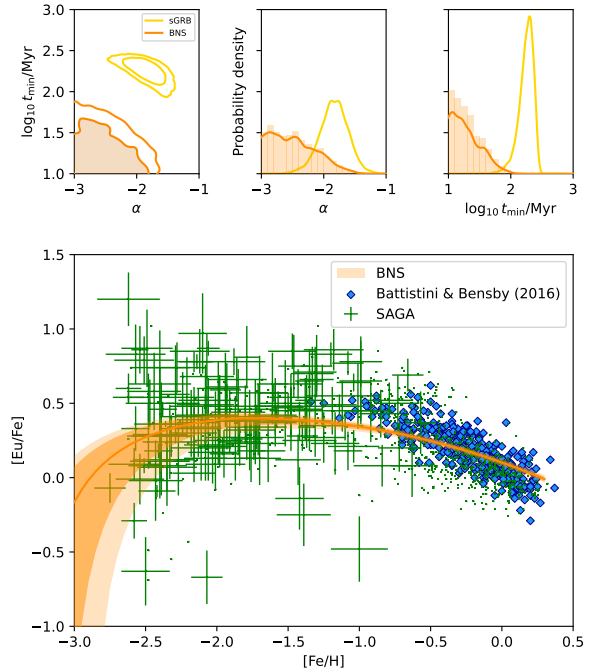 sGRB
BNS
log₁₀ t_min/Myr
3.0
2.5
2.0
1.5
1.0
−3 −2 −1
α
Probability density
−3 −2 −1
α
1 2 3
log₁₀ t_min/Myr
BNS
Battistini & Bensby (2016)
SAGA
[Eu/Fe]
1.5
1.0
0.5
0.0
−0.5
−1.0
−3.0 −2.5 −2.0 −1.5 −1.0 −0.5 0.0 0.5
[Fe/H]